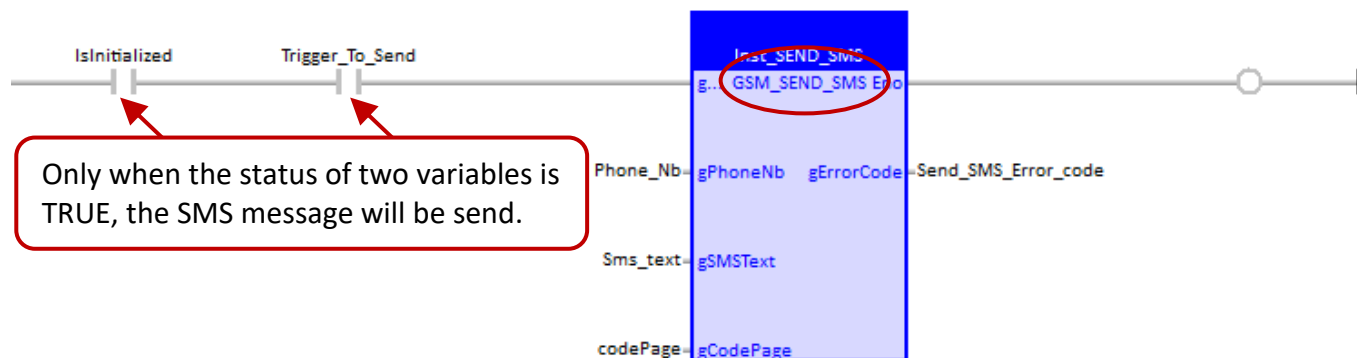 IsInitialized Trigger_To_Send Inst_SEND_SMS
g... GSM_SEND_SMS Eno
Only when the status of two variables is
TRUE, the SMS message will be send.
Phone_Nb gPhoneNb gErrorCode Send_SMS_Error_code
Sms_text gSMSText
codePage gCodePage